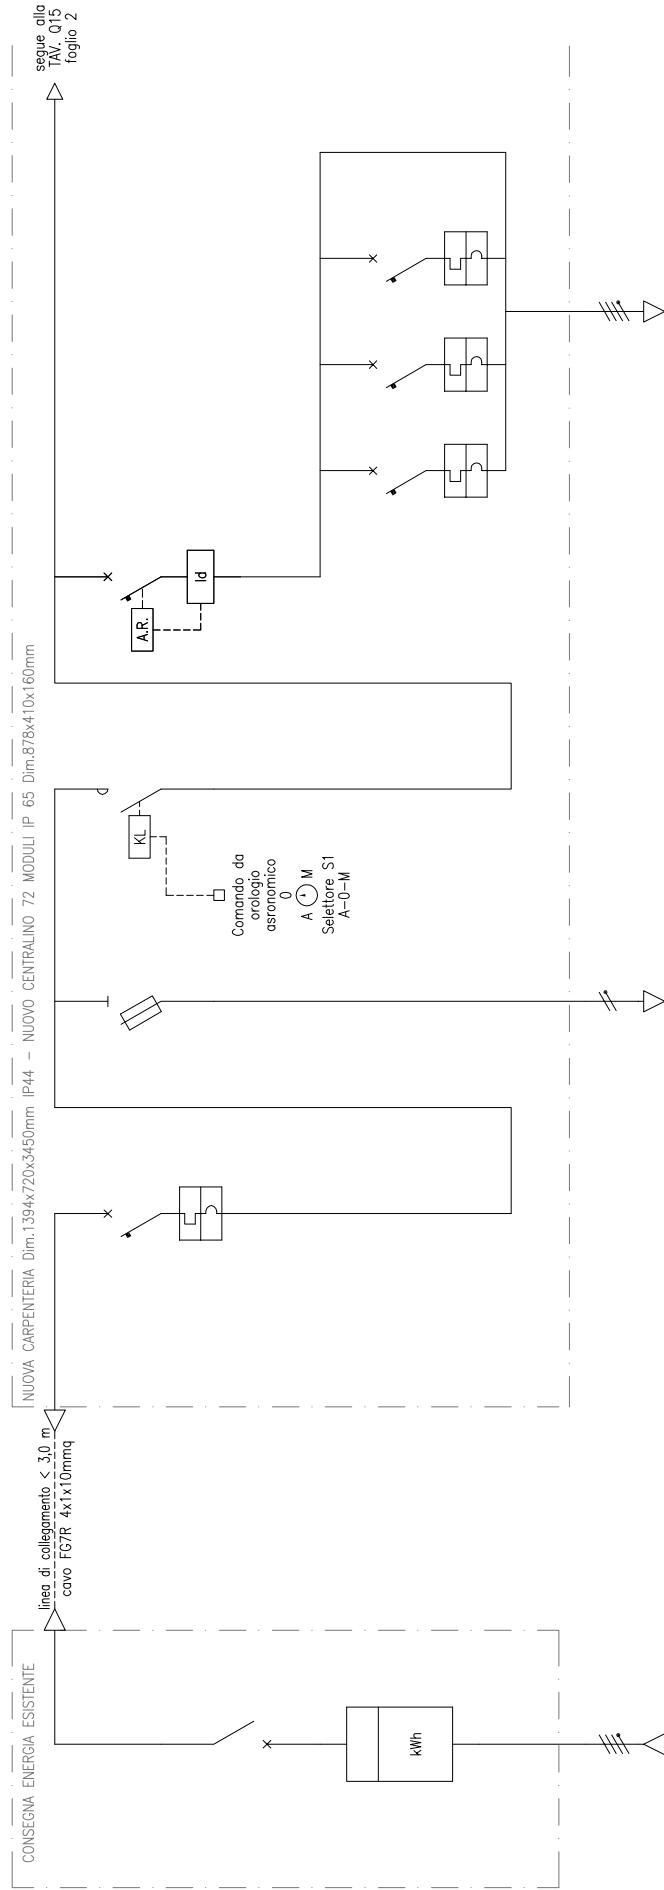 CONSEGNA ENERGIA ESISTENTE
kWh
linea di collegamento < 3,0 m
cavo FG7R 4x1x10mmq
NUOVA CARPENTERIA Dim.1394x720x3450mm IP44 – NUOVO CENTRALINO 72 MODULI IP 65 Dim.878x410x160mm
KL
Comando da
orologio
asronomico
0
A M
Selettore S1
A-0-M
A.R.
Id
segue alla
TAV. Q15
foglio 2